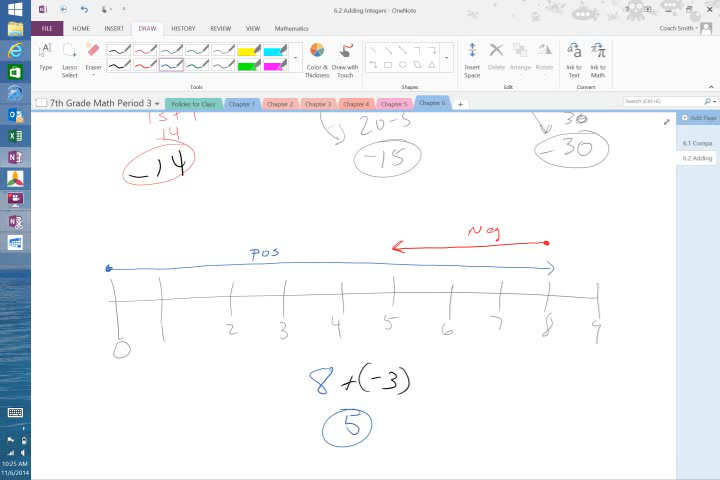 6.2 Adding Integers - OneNote
FILE HOME INSERT DRAW HISTORY REVIEW VIEW Mathematics
Coach Smith
Type Lasso Select Eraser Color & Thickness Draw with Touch Insert Space Delete Arrange Rotate Ink to Text Ink to Math
Tools Shapes Edit Convert
7th Grade Math Period 3 Policies for Class Chapter 1 Chapter 2 Chapter 3 Chapter 4 Chapter 5 Chapter 6 + Search (Ctrl+E)
Add Page
6.1 Compa
6.2 Adding
14 20-5 30
-14 -15 -30
Neg
POS
0 1 2 3 4 5 6 7 8 9
8 + (-3)
5
10:25 AM
11/6/2014